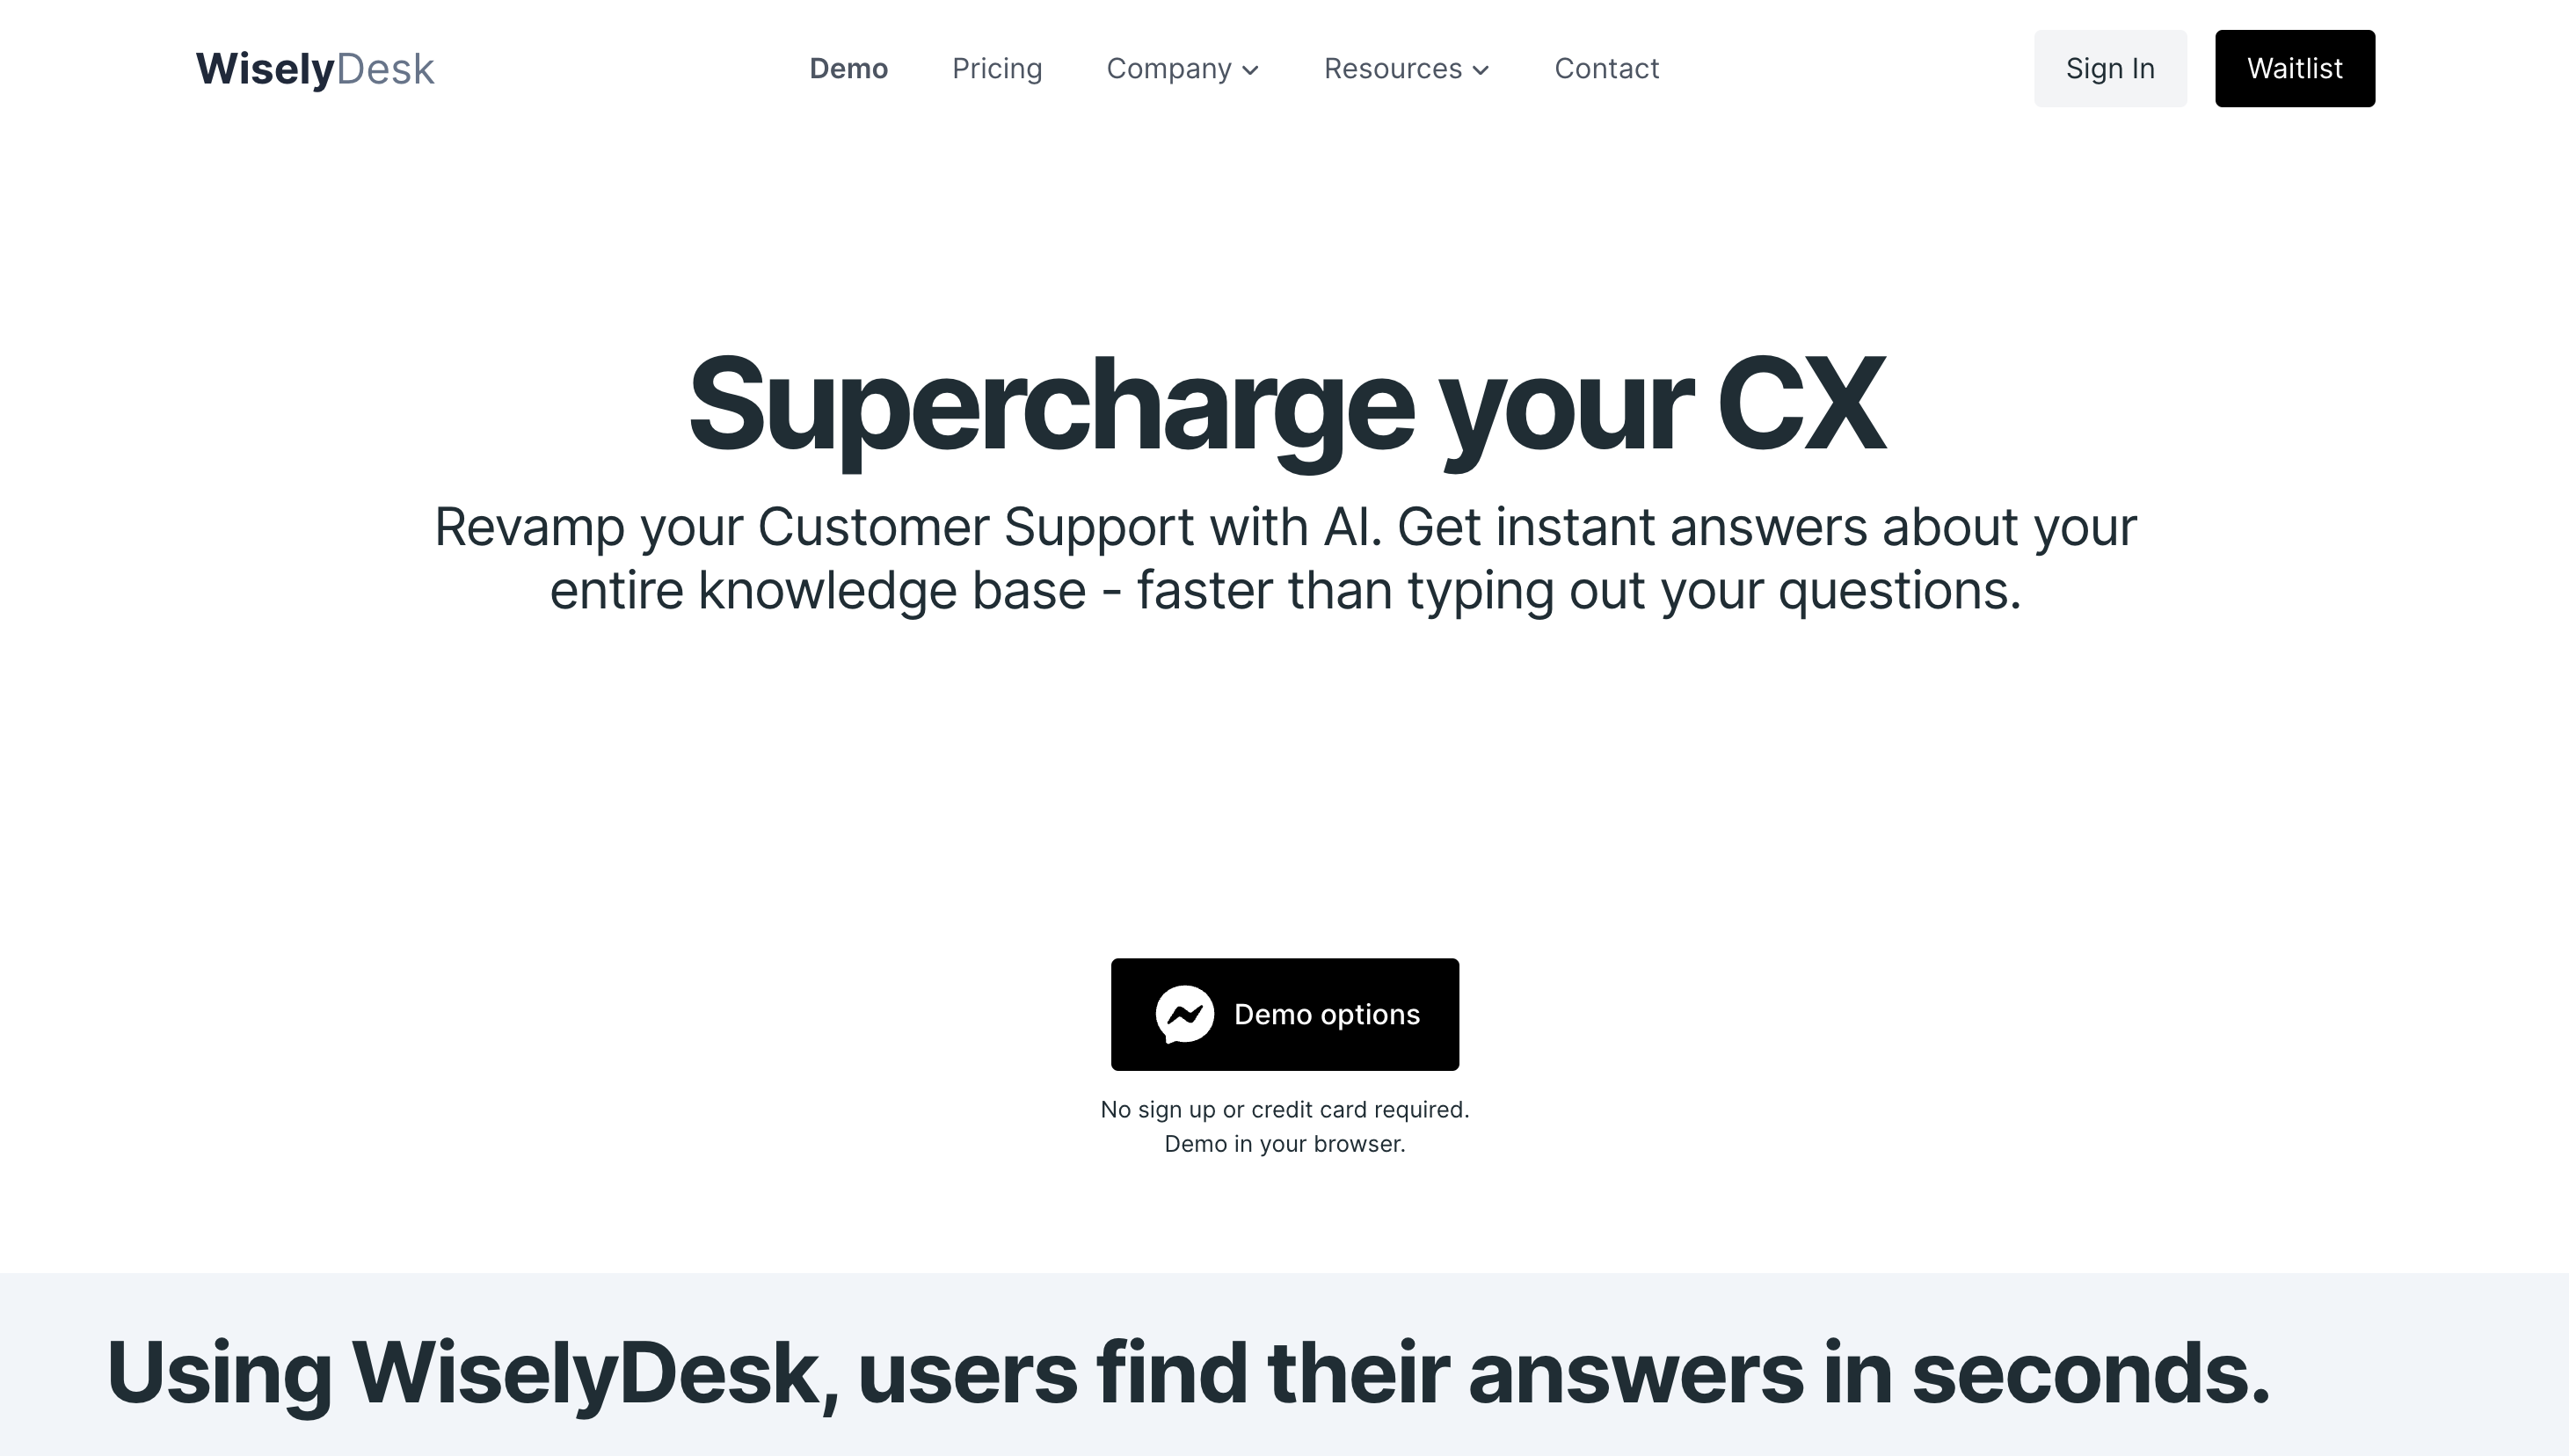 WiselyDesk
Demo
Pricing
Company
Resources
Contact
Sign In
Waitlist
Supercharge your CX
Revamp your Customer Support with AI. Get instant answers about your
entire knowledge base - faster than typing out your questions.
Demo options
No sign up or credit card required.
Demo in your browser.
Using WiselyDesk, users find their answers in seconds.